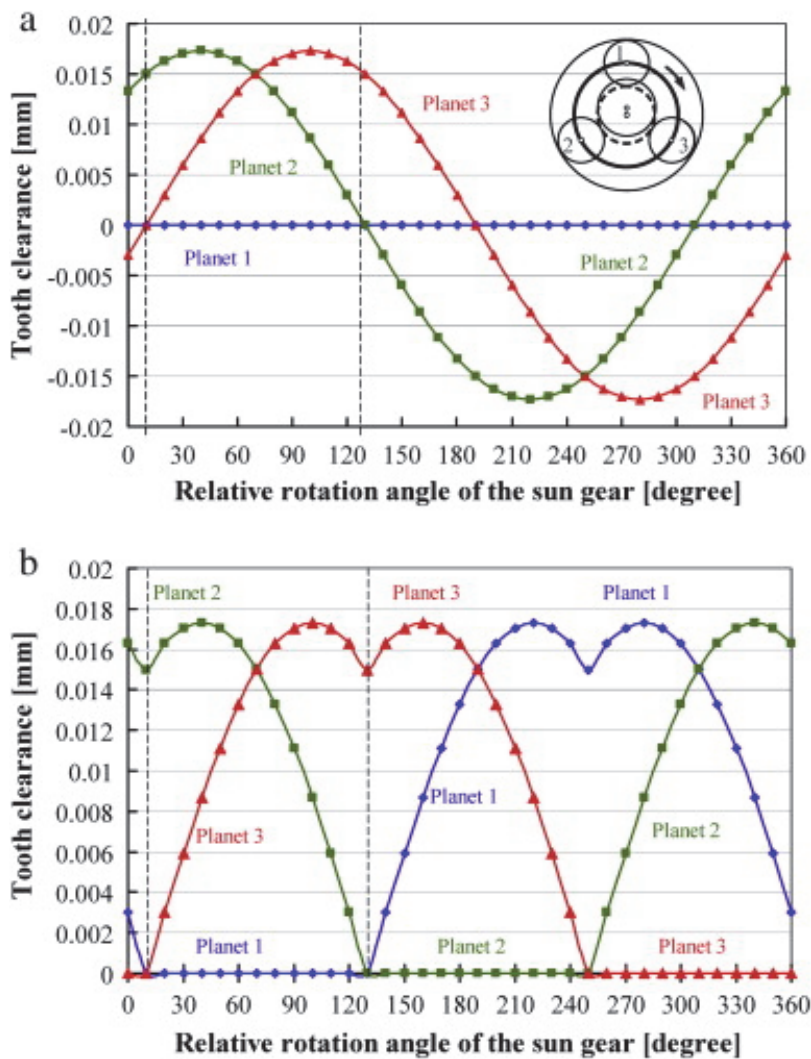 a
Tooth clearance [mm]
0.02
0.015
0.01
0.005
0
-0.005
-0.01
-0.015
-0.02
Planet 3
Planet 2
Planet 1
Planet 2
Planet 3
1
2
3
0 30 60 90 120 150 180 210 240 270 300 330 360
Relative rotation angle of the sun gear [degree]
b
Tooth clearance [mm]
0.02
0.018
0.016
0.014
0.012
0.01
0.008
0.006
0.004
0.002
0
Planet 2
Planet 3
Planet 1
Planet 1
Planet 3
Planet 2
Planet 1
Planet 2
Planet 3
0 30 60 90 120 150 180 210 240 270 300 330 360
Relative rotation angle of the sun gear [degree]